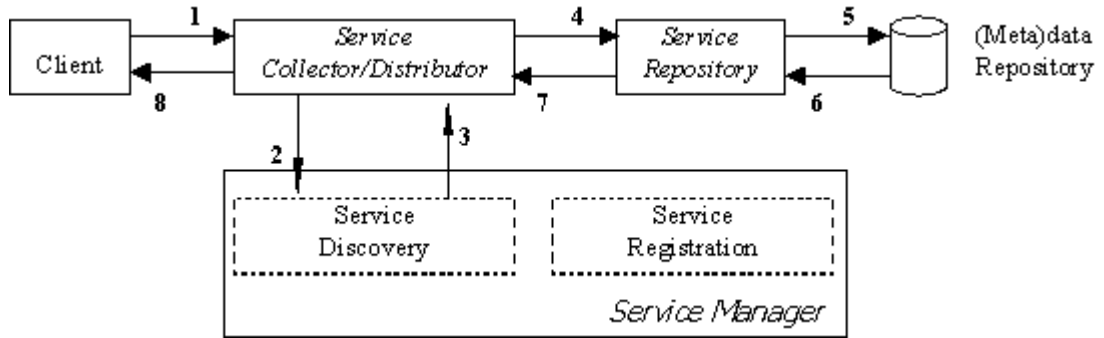 1
4
5
Client
Service
Collector/Distributor
Service
Repository
(Meta)data
Repository
8
7
6
2
3
Service
Discovery
Service
Registration
Service Manager